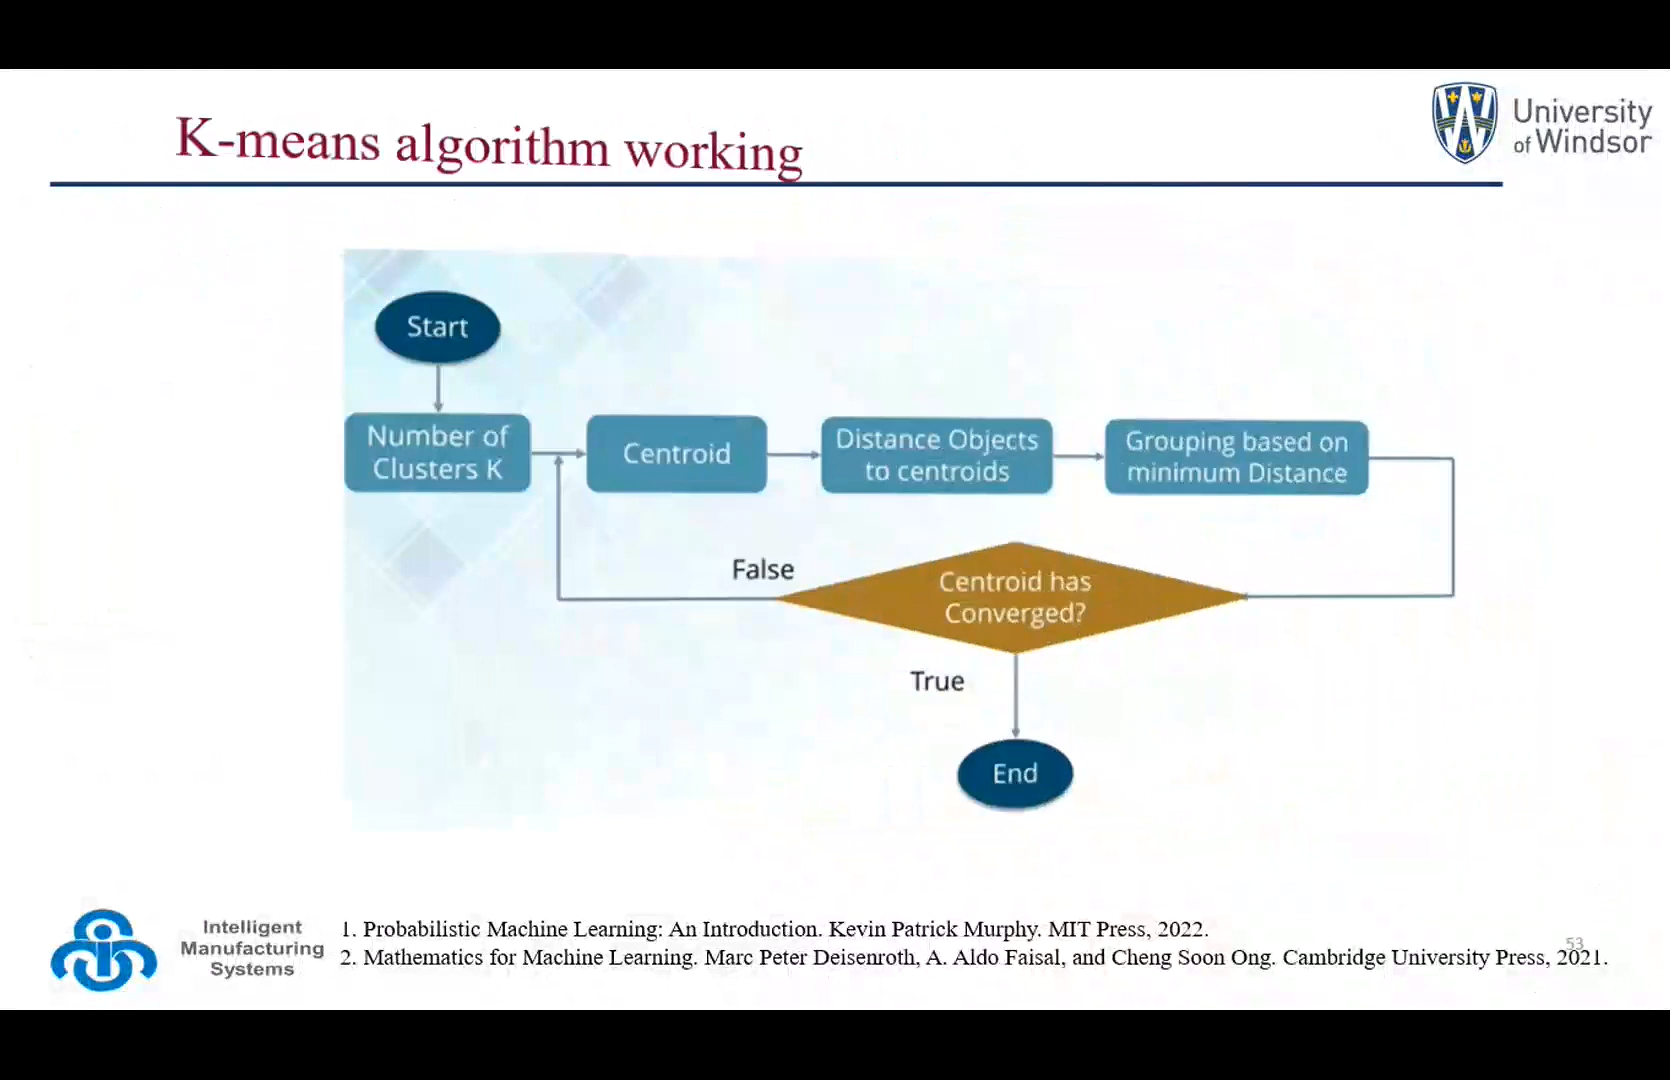 K-means algorithm working
University
of Windsor
Start
Number of
Clusters K
Centroid
Distance Objects
to centroids
Grouping based on
minimum Distance
False
Centroid has
Converged?
True
End
Intelligent
Manufacturing
Systems
1. Probabilistic Machine Learning: An Introduction. Kevin Patrick Murphy. MIT Press, 2022.
2. Mathematics for Machine Learning. Marc Peter Deisenroth, A. Aldo Faisal, and Cheng Soon Ong. Cambridge University Press, 2021.
53